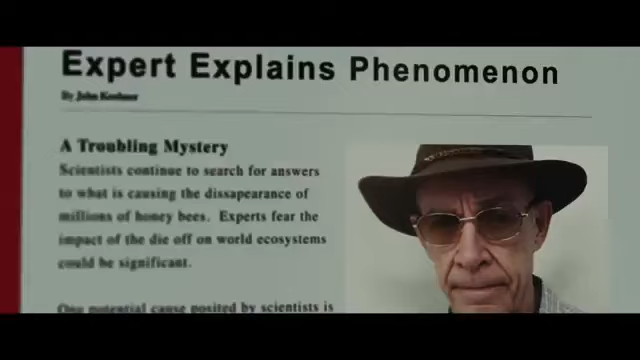 Expert Explains Phenomenon
By John
A Troubling Mystery
Scientists continue to search for answers
to what is causing the dissapearance of
millions of honey bees. Experts fear the
impact of the die off on world ecosystems
could be significant.
One potential cause posited by scientists is